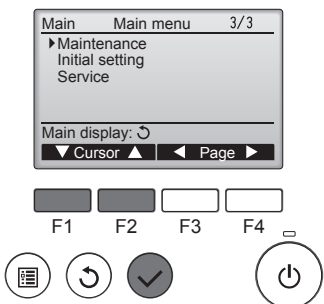 Main Main menu 3/3
Maintenance
Initial setting
Service
Main display:
Cursor Page
F1 F2 F3 F4